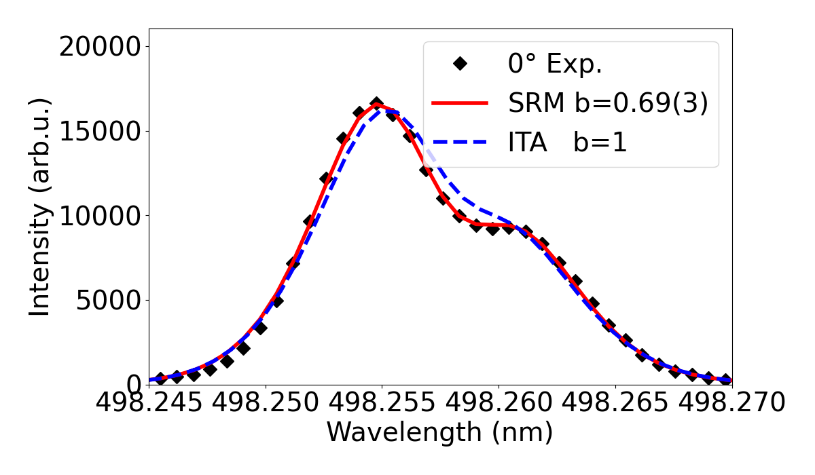 20000
15000
10000
5000
0
Intensity (arb.u.)
0° Exp.
SRM b=0.69(3)
ITA b=1
498.245 498.250 498.255 498.260 498.265 498.270
Wavelength (nm)